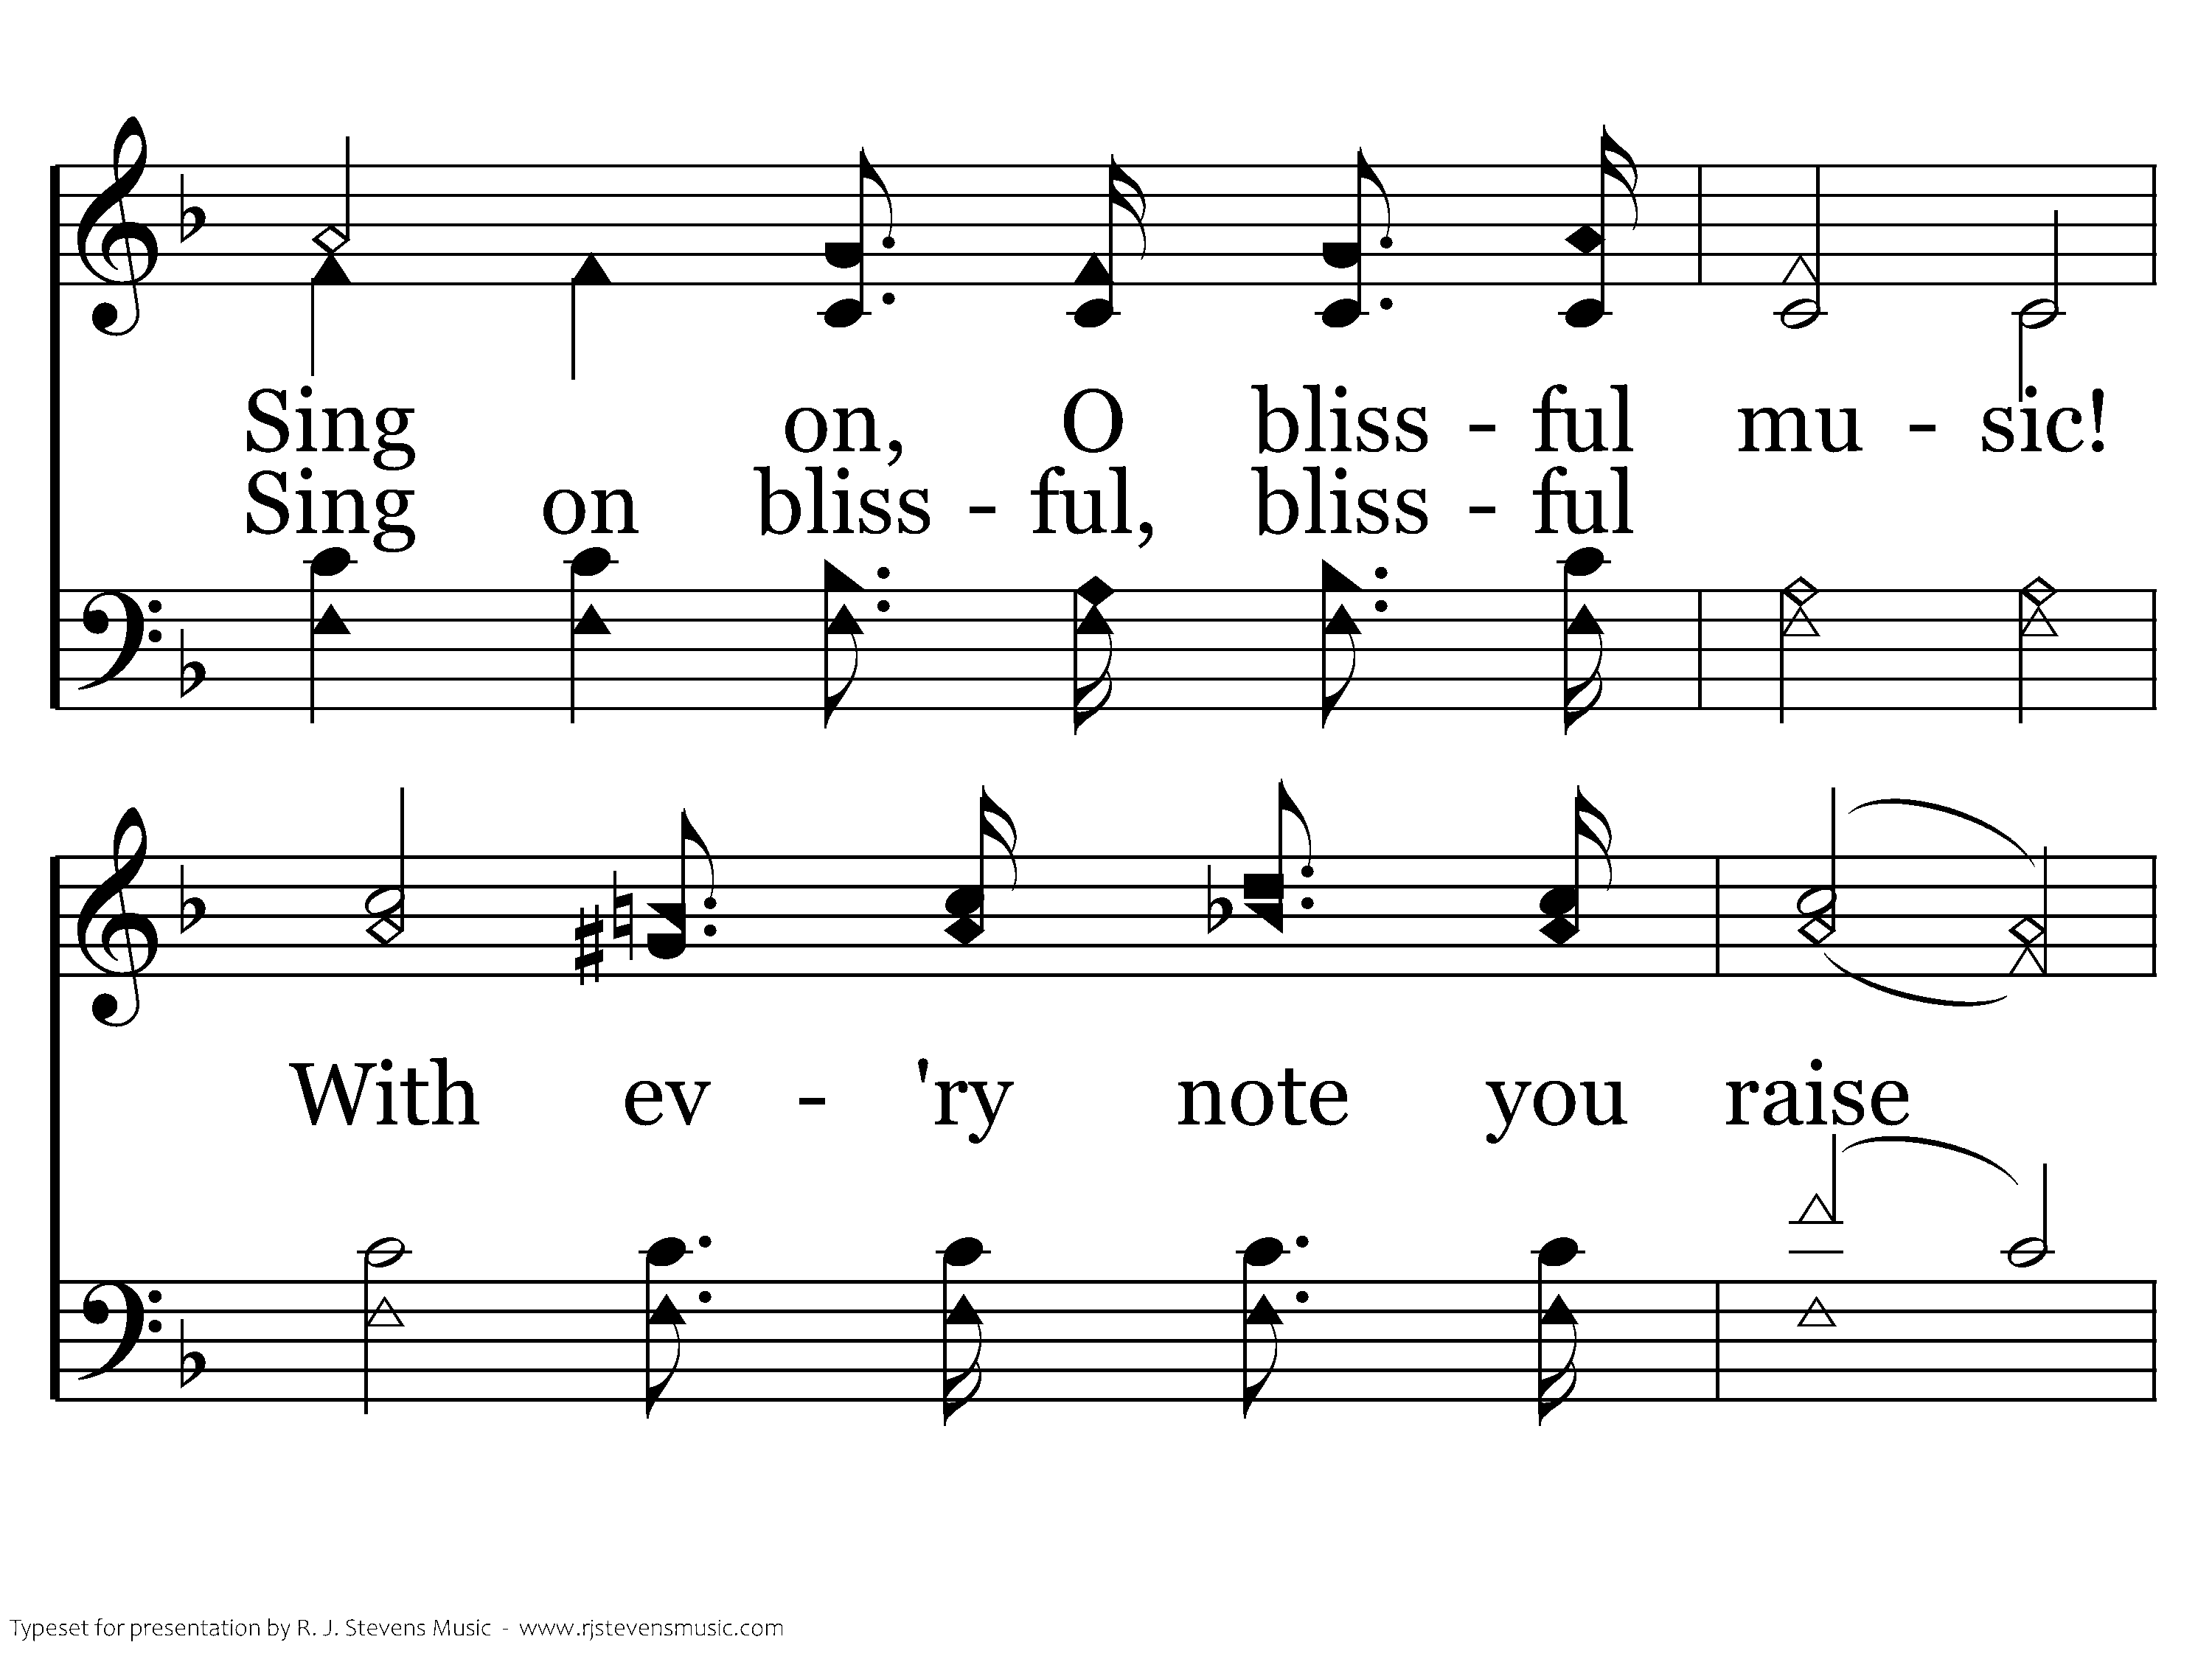 Sing on, O bliss - ful mu - sic!
Sing on bliss - ful, bliss - ful
With ev - 'ry note you raise
Typeset for presentation by R. J. Stevens Music - www.rjstevensmusic.com